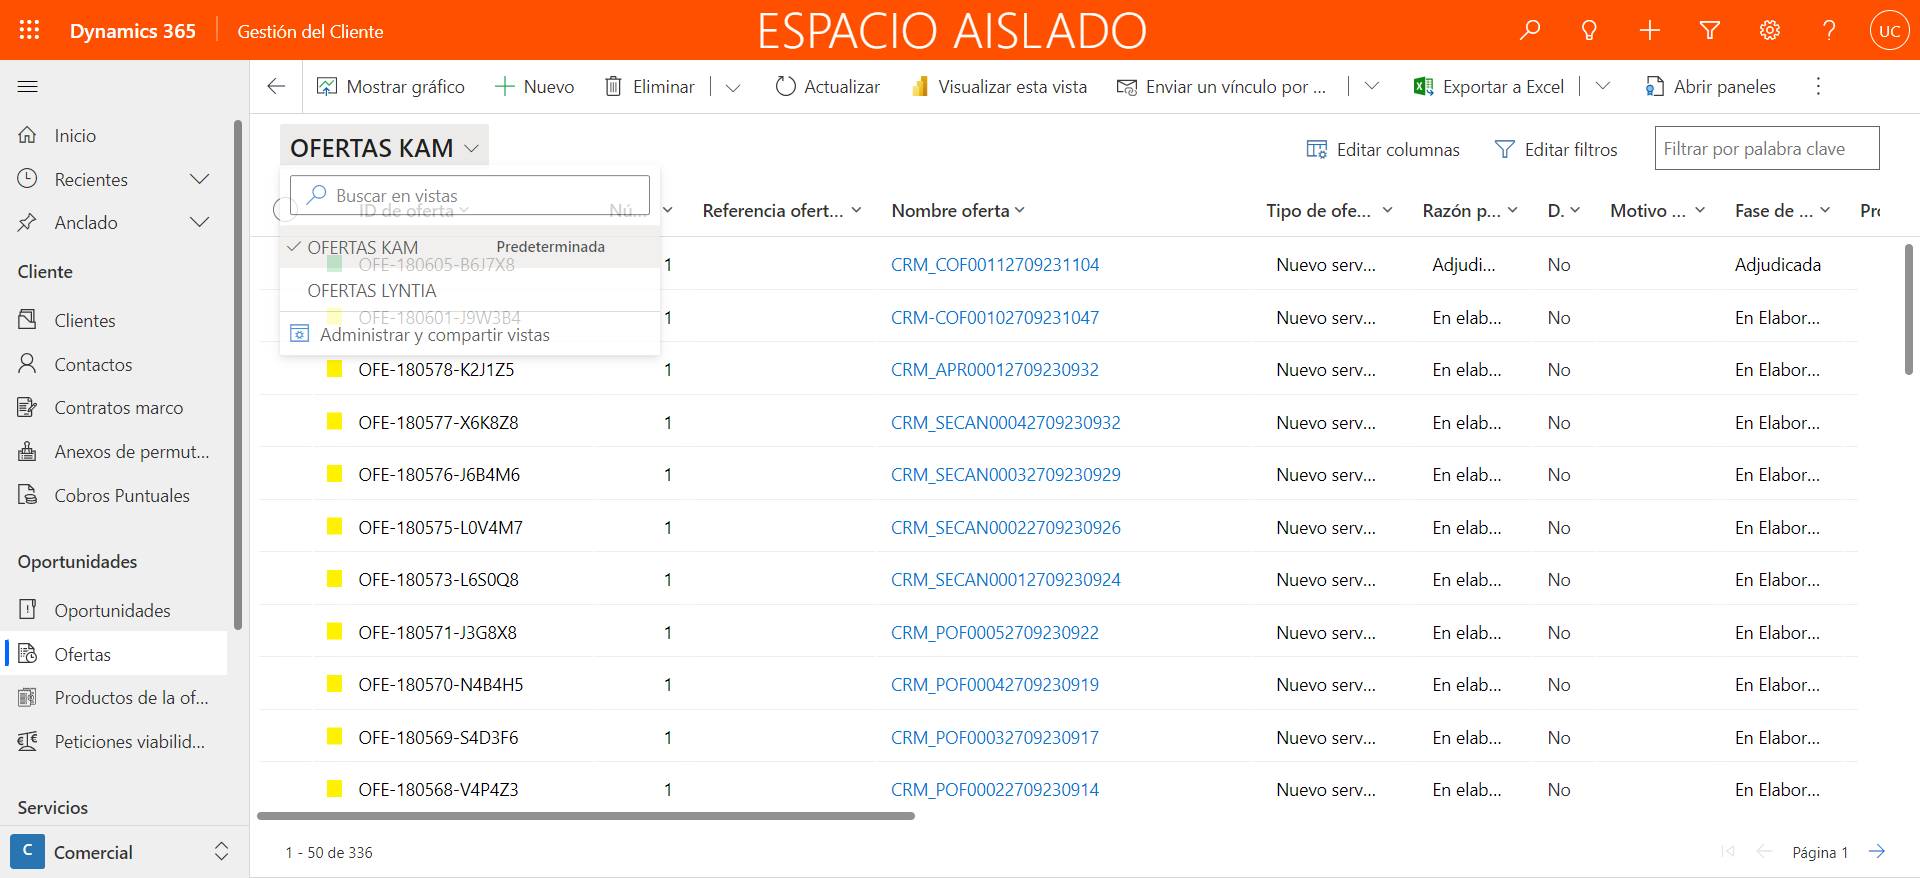 Dynamics 365
Gestión del Cliente
ESPACIO AISLADO
UC
Mostrar gráfico
Nuevo
Eliminar
Actualizar
Visualizar esta vista
Enviar un vínculo por ...
Exportar a Excel
Abrir paneles
Inicio
Recientes
Anclado
Cliente
Clientes
Contactos
Contratos marco
Anexos de permut...
Cobros Puntuales
Oportunidades
Oportunidades
Ofertas
Productos de la of...
Peticiones viabilid...
Servicios
C Comercial
OFERTAS KAM
Editar columnas
Editar filtros
Filtrar por palabra clave
Buscar en vistas
OFERTAS KAM Predeterminada
OFERTAS LYNTIA
Administrar y compartir vistas
ID de oferta Nú... Referencia ofert... Nombre oferta Tipo de ofe... Razón p... D. Motivo ... Fase de ... Pro
OFE-180605-B6J7X8 1 CRM_COF00112709231104 Nuevo serv... Adjudi... No Adjudicada
OFE-180601-J9W3B4 1 CRM-COF00102709231047 Nuevo serv... En elab... No En Elabor...
OFE-180578-K2J1Z5 1 CRM_APR00012709230932 Nuevo serv... En elab... No En Elabor...
OFE-180577-X6K8Z8 1 CRM_SECAN00042709230932 Nuevo serv... En elab... No En Elabor...
OFE-180576-J6B4M6 1 CRM_SECAN00032709230929 Nuevo serv... En elab... No En Elabor...
OFE-180575-L0V4M7 1 CRM_SECAN00022709230926 Nuevo serv... En elab... No En Elabor...
OFE-180573-L6S0Q8 1 CRM_SECAN00012709230924 Nuevo serv... En elab... No En Elabor...
OFE-180571-J3G8X8 1 CRM_POF00052709230922 Nuevo serv... En elab... No En Elabor...
OFE-180570-N4B4H5 1 CRM_POF00042709230919 Nuevo serv... En elab... No En Elabor...
OFE-180569-S4D3F6 1 CRM_POF00032709230917 Nuevo serv... En elab... No En Elabor...
OFE-180568-V4P4Z3 1 CRM_POF00022709230914 Nuevo serv... En elab... No En Elabor...
1 - 50 de 336
Página 1